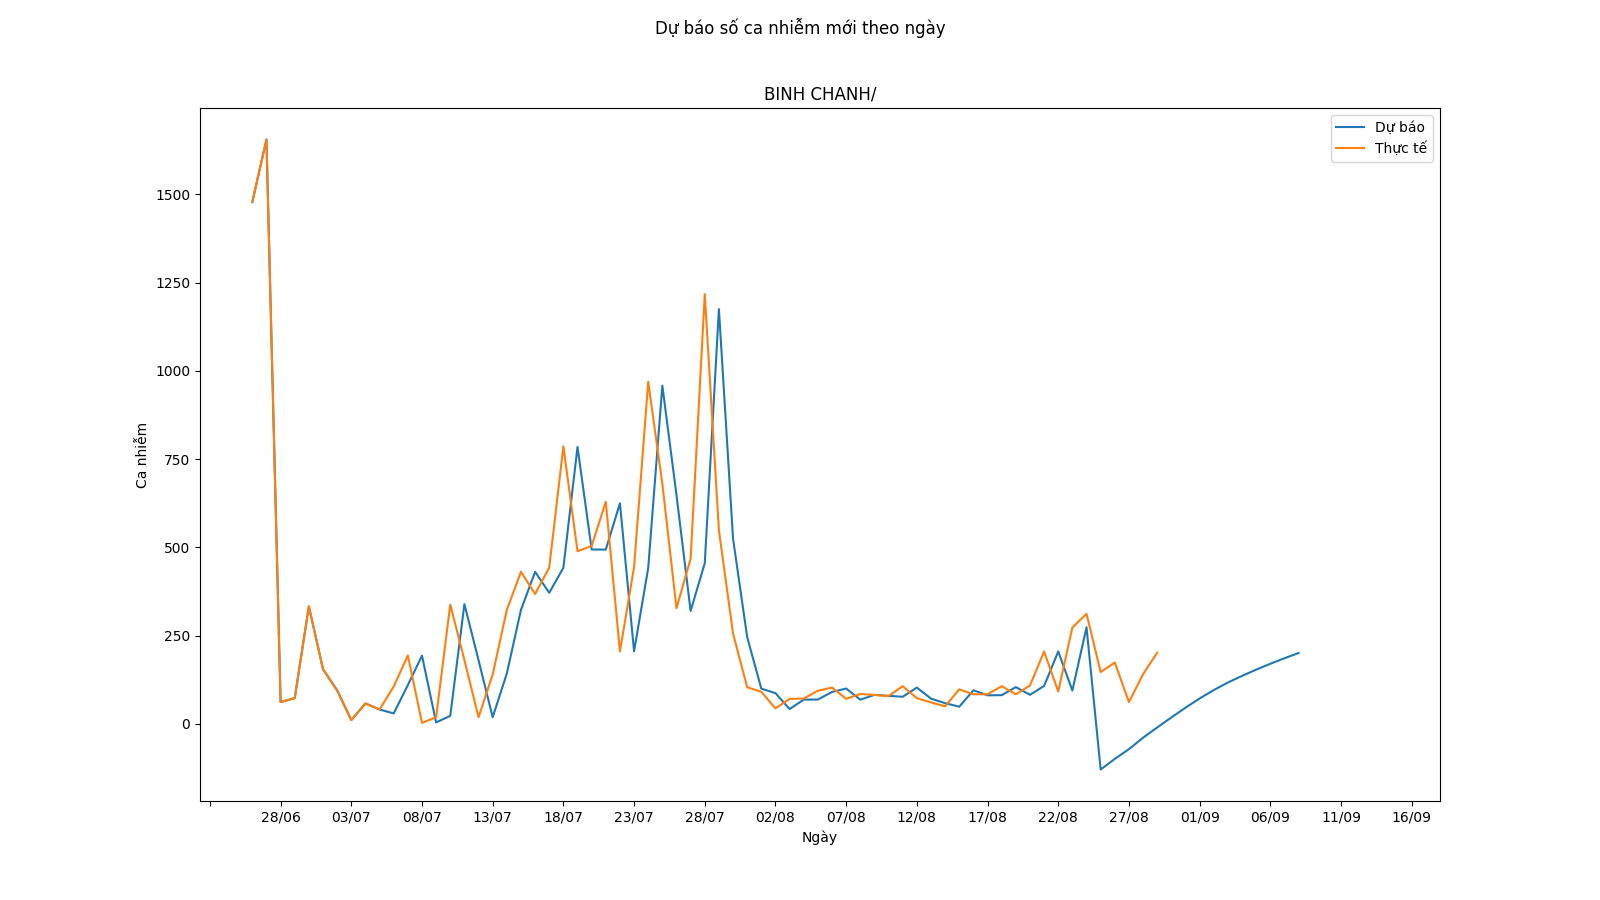 Dự báo số ca nhiễm mới theo ngày
BINH CHANH/
Dự báo
Thực tế
1500
1250
1000
750
500
250
0
Ca nhiễm
28/06 03/07 08/07 13/07 18/07 23/07 28/07 02/08 07/08 12/08 17/08 22/08 27/08 01/09 06/09 11/09 16/09
Ngày